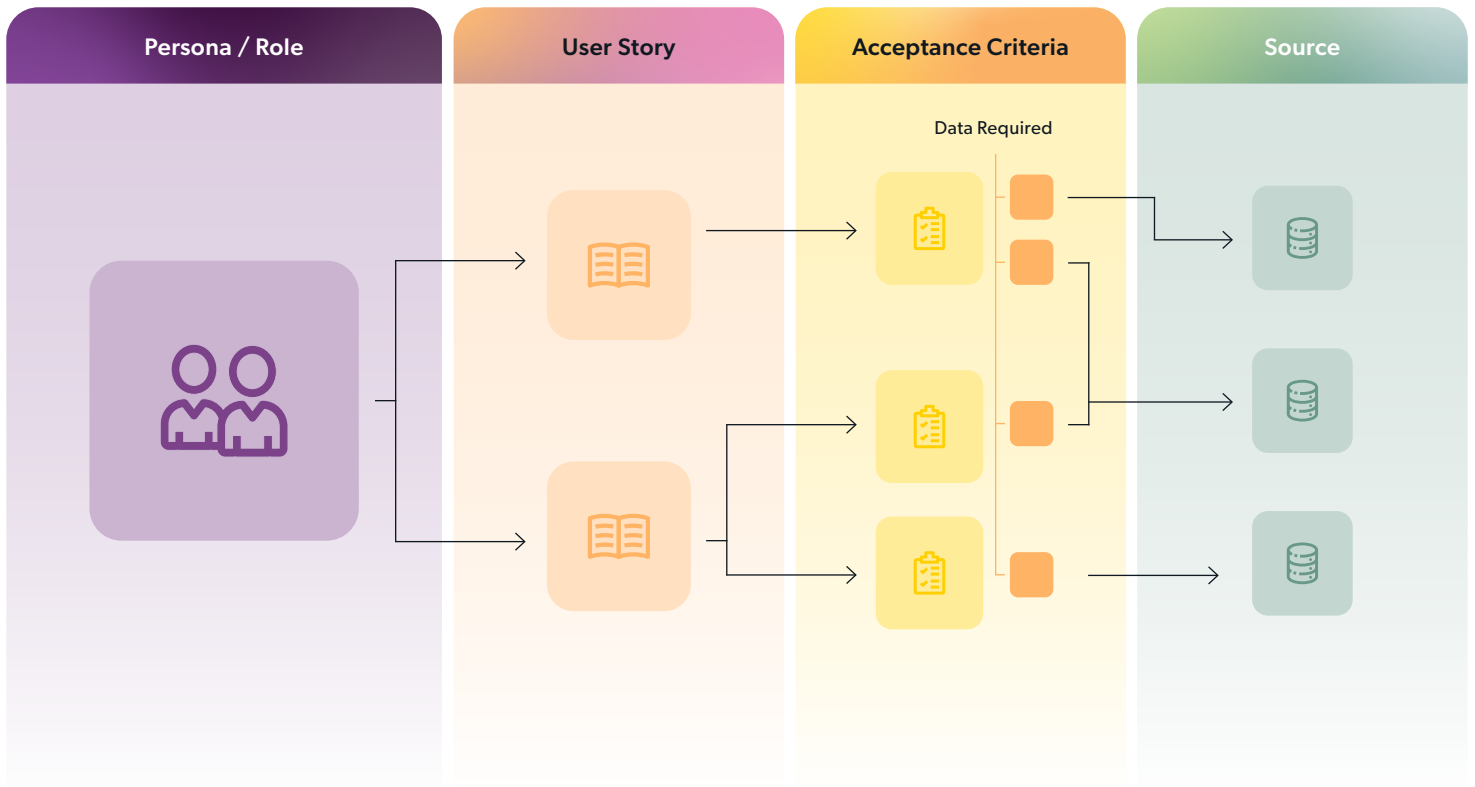 Persona / Role
User Story
Acceptance Criteria
Source
Data Required